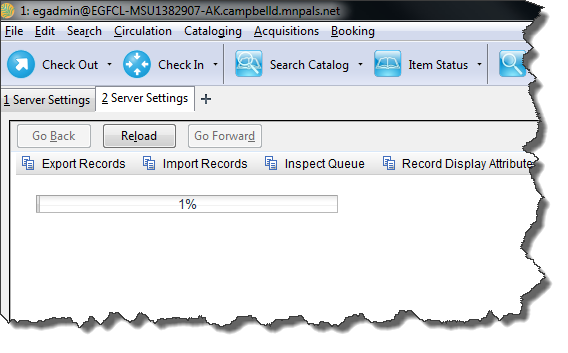 1: egadmin@EGFCL-MSU1382907-AK.campbelld.mnpals.net
File Edit Search Circulation Cataloging Acquisitions Booking
Check Out Check In Search Catalog Item Status
1 Server Settings 2 Server Settings +
Go Back Reload Go Forward
Export Records Import Records Inspect Queue Record Display Attribute
1%